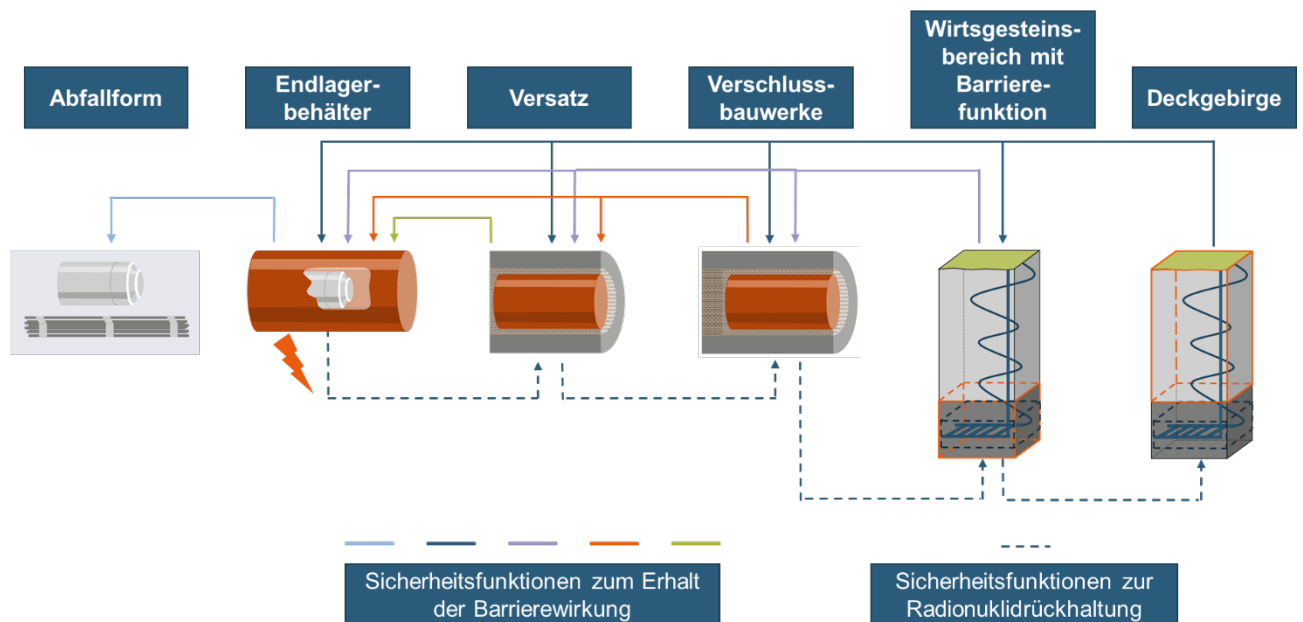 Abfallform
Endlager-
behälter
Versatz
Verschluss-
bauwerke
Wirtsgesteins-
bereich mit
Barriere-
funktion
Deckgebirge
Sicherheitsfunktionen zum Erhalt
der Barrierewirkung
Sicherheitsfunktionen zur
Radionuklidrückhaltung